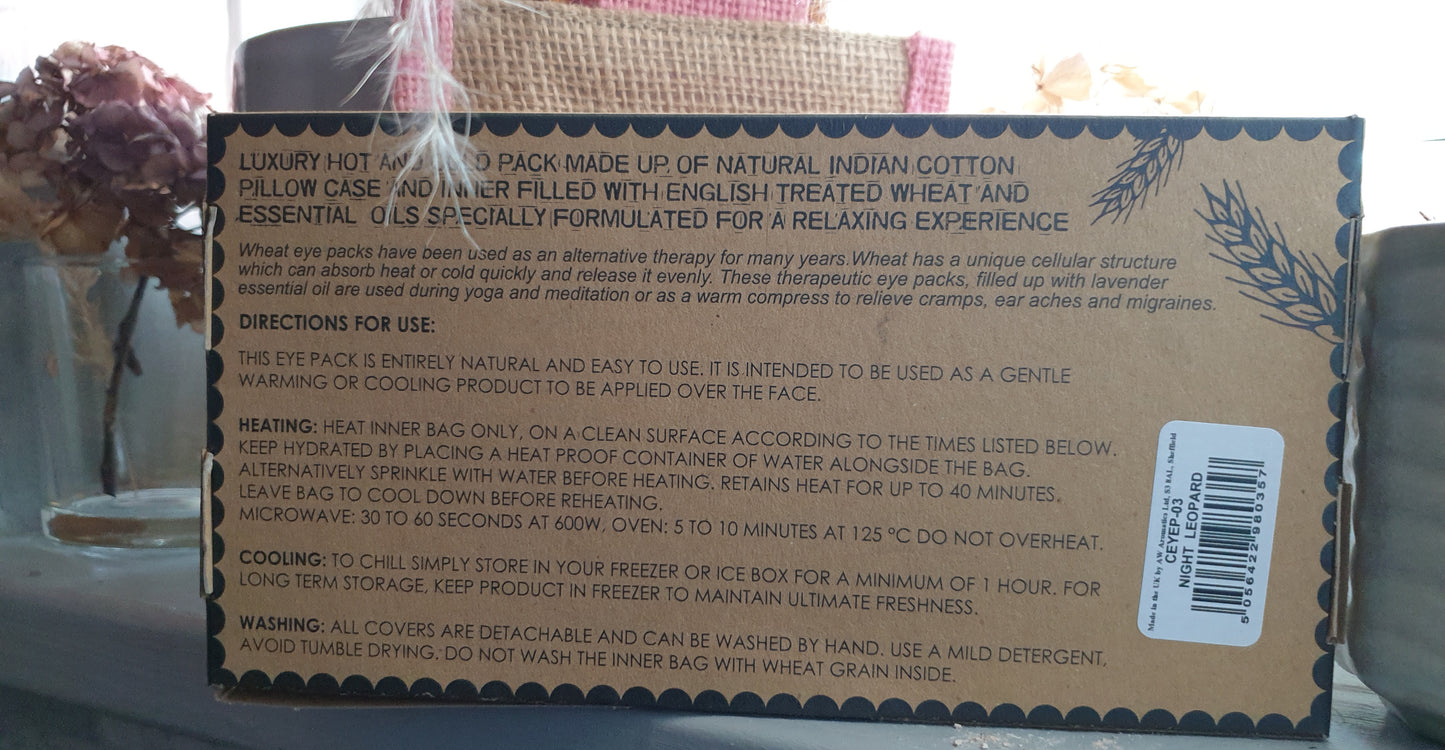 LUXURY HOT AND COLD PACK MADE UP OF NATURAL INDIAN COTTON
PILLOW CASE AND INNER FILLED WITH ENGLISH TREATED WHEAT AND
ESSENTIAL OILS SPECIALLY FORMULATED FOR A RELAXING EXPERIENCE
Wheat eye packs have been used as an alternative therapy for many years.Wheat has a unique cellular structure
which can absorb heat or cold quickly and release it evenly. These therapeutic eye packs, filled up with lavender
essential oil are used during yoga and meditation or as a warm compress to relieve cramps, ear aches and migraines.
DIRECTIONS FOR USE:
THIS EYE PACK IS ENTIRELY NATURAL AND EASY TO USE. IT IS INTENDED TO BE USED AS A GENTLE
WARMING OR COOLING PRODUCT TO BE APPLIED OVER THE FACE.
HEATING: HEAT INNER BAG ONLY, ON A CLEAN SURFACE ACCORDING TO THE TIMES LISTED BELOW.
KEEP HYDRATED BY PLACING A HEAT PROOF CONTAINER OF WATER ALONGSIDE THE BAG.
ALTERNATIVELY SPRINKLE WITH WATER BEFORE HEATING. RETAINS HEAT FOR UP TO 40 MINUTES.
LEAVE BAG TO COOL DOWN BEFORE REHEATING.
MICROWAVE: 30 TO 60 SECONDS AT 600W, OVEN: 5 TO 10 MINUTES AT 125 °C DO NOT OVERHEAT.
COOLING: TO CHILL SIMPLY STORE IN YOUR FREEZER OR ICE BOX FOR A MINIMUM OF 1 HOUR. FOR
LONG TERM STORAGE, KEEP PRODUCT IN FREEZER TO MAINTAIN ULTIMATE FRESHNESS.
WASHING: ALL COVERS ARE DETACHABLE AND CAN BE WASHED BY HAND. USE A MILD DETERGENT,
AVOID TUMBLE DRYING. DO NOT WASH THE INNER BAG WITH WHEAT GRAIN INSIDE.
Made in the UK by AW Aromatics Ltd, S3 8AL, Sheffield
CEYEP-03
NIGHT LEOPARD
5 056422 980357